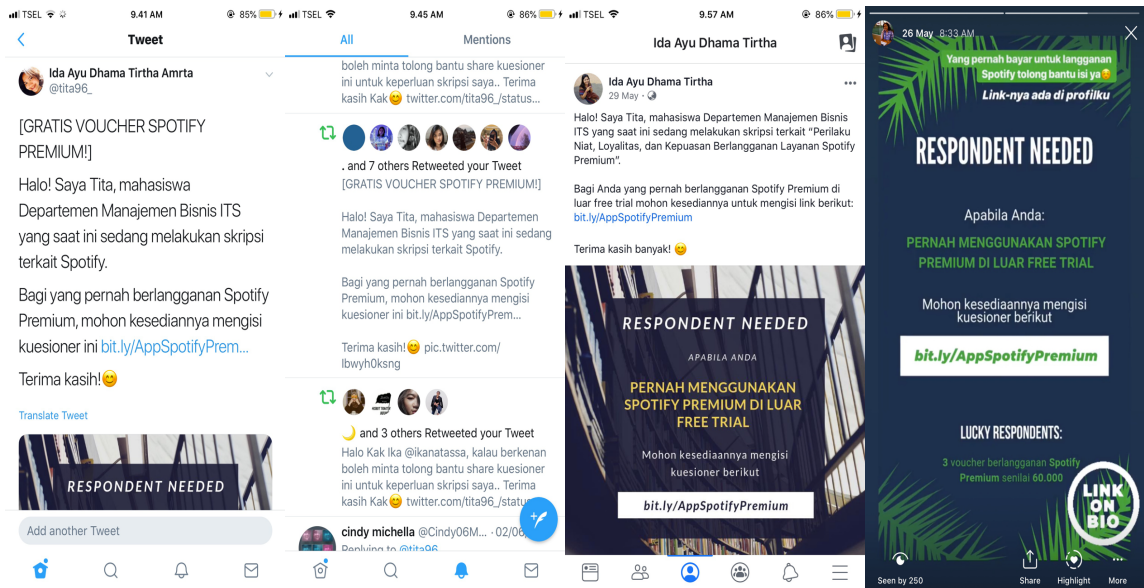 TSEL
9.41 AM
85%
Tweet
Ida Ayu Dhama Tirtha Amrta
@tita96_
[GRATIS VOUCHER SPOTIFY
PREMIUM!]
Halo! Saya Tita, mahasiswa
Departemen Manajemen Bisnis ITS
yang saat ini sedang melakukan skripsi
terkait Spotify.
Bagi yang pernah berlangganan Spotify
Premium, mohon kesediannya mengisi
kuesioner ini bit.ly/AppSpotifyPrem...
Terima kasih!😊
Translate Tweet
RESPONDENT NEEDED
Add another Tweet
TSEL
9.45 AM
86%
All
Mentions
boleh minta tolong bantu share kuesioner
ini untuk keperluan skripsi saya.. Terima
kasih Kak😊 twitter.com/tita96_/status...
. and 7 others Retweeted your Tweet
[GRATIS VOUCHER SPOTIFY PREMIUM!]
Halo! Saya Tita, mahasiswa Departemen
Manajemen Bisnis ITS yang saat ini sedang
melakukan skripsi terkait Spotify.
Bagi yang pernah berlangganan Spotify
Premium, mohon kesediannya mengisi
kuesioner ini bit.ly/AppSpotifyPrem...
Terima kasih!😊 pic.twitter.com/
lbwyh0ksng
🌙 and 3 others Retweeted your Tweet
Halo Kak Ika @ikanatassa, kalau berkenan
boleh minta tolong bantu share kuesioner
ini untuk keperluan skripsi saya.. Terima
kasih Kak😊 twitter.com/tita96_/statu
cindy michella @Cindy06M... · 02/06
Replying to @tita96
TSEL
9.57 AM
86%
Ida Ayu Dhama Tirtha
Ida Ayu Dhama Tirtha
29 May ·
Halo! Saya Tita, mahasiswa Departemen Manajemen Bisnis
ITS yang saat ini sedang melakukan skripsi terkait "Perilaku
Niat, Loyalitas, dan Kepuasan Berlangganan Layanan Spotify
Premium".
Bagi Anda yang pernah berlangganan Spotify Premium di
luar free trial mohon kesediannya untuk mengisi link berikut:
bit.ly/AppSpotifyPremium
Terima kasih banyak! 😊
RESPONDENT NEEDED
APABILA ANDA
PERNAH MENGGUNAKAN
SPOTIFY PREMIUM DI LUAR
FREE TRIAL
Mohon kesediaannya mengisi
kuesioner berikut
bit.ly/AppSpotifyPremium
26 May 8:33 AM
Yang pernah bayar untuk langganan
Spotify tolong bantu isi ya
Link-nya ada di profilku
RESPONDENT NEEDED
Apabila Anda:
PERNAH MENGGUNAKAN SPOTIFY
PREMIUM DI LUAR FREE TRIAL
Mohon kesediaannya mengisi
kuesioner berikut
bit.ly/AppSpotifyPremium
LUCKY RESPONDENTS:
3 voucher berlangganan Spotify
Premium senilai 60.000
LINK
ON
BIO
Seen by 250
Share
Highlight
More